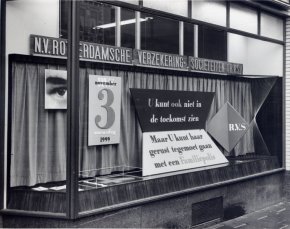 N.V. ROTTERDAMSCHE VERZEKERING-SOCIETEITEN (R.V.S.)
november
3
1999
U kunt ook niet in
de toekomst zien
Maar U kunt haar
gerust tegemoet gaan
met een Familiepolis
R.V.S